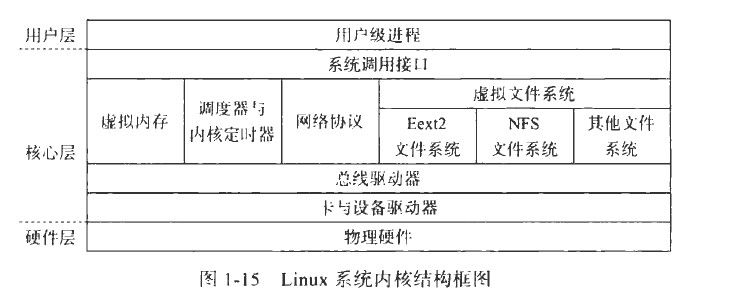 用户层
用户级进程
系统调用接口
核心层
虚拟内存
调度器与
内核定时器
网络协议
虚拟文件系统
Eext2
文件系统
NFS
文件系统
其他文件
系统
总线驱动器
卡与设备驱动器
硬件层
物理硬件
图 1-15 Linux 系统内核结构框图